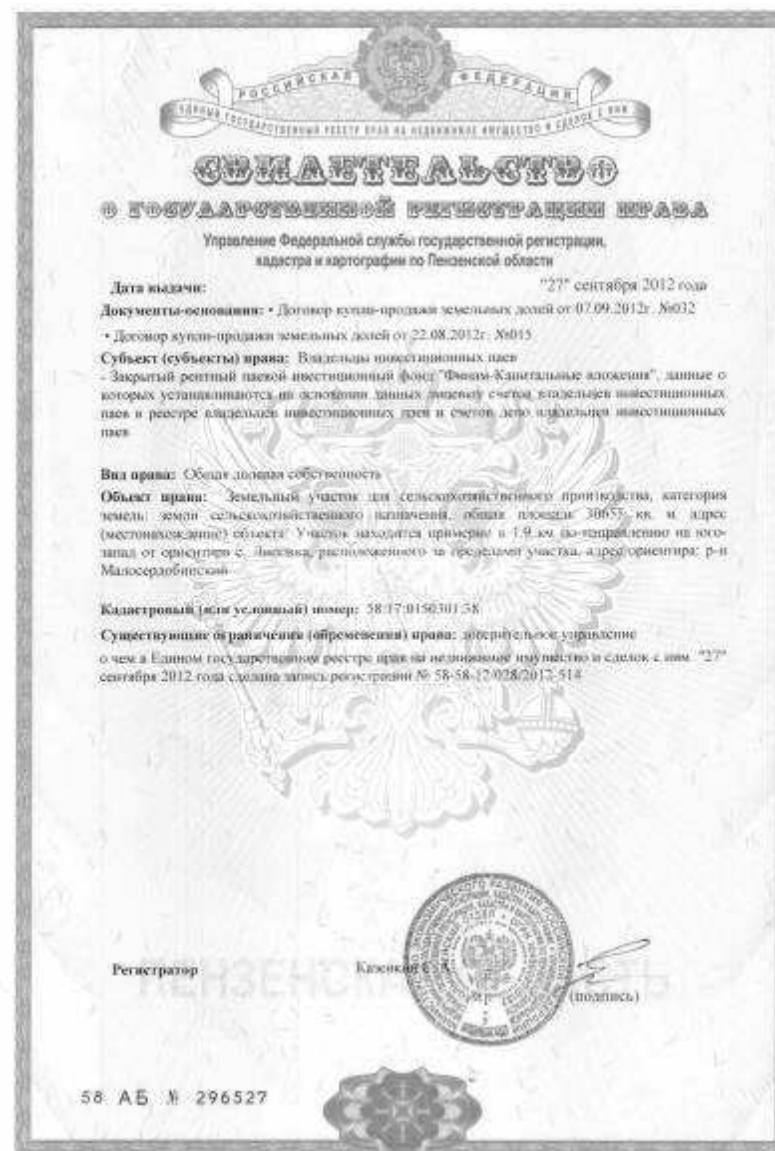 РОССИЙСКАЯ ФЕДЕРАЦИЯ
ЕДИНЫЙ ГОСУДАРСТВЕННЫЙ РЕЕСТР ПРАВ НА НЕДВИЖИМОЕ ИМУЩЕСТВО И СДЕЛОК С НИМ
СВИДЕТЕЛЬСТВО
О ГОСУДАРСТВЕННОЙ РЕГИСТРАЦИИ ПРАВА
Управление Федеральной службы государственной регистрации,
кадастра и картографии по Пензенской области
Дата выдачи: "27" сентября 2012 года
Документы-основания: • Договор купли-продажи земельных долей от 07.09.2012г. №032
• Договор купли-продажи земельных долей от 22.08.2012г. №015
Субъект (субъекты) права: Владельцы инвестиционных паев
- Закрытый рентный паевой инвестиционный фонд "Финам-Капитальные вложения", данные о
которых устанавливаются на основании данных лицевых счетов владельцев инвестиционных
паев в реестре владельцев инвестиционных паев и счетов депо владельцев инвестиционных
паев
Вид права: Общая долевая собственность
Объект права: Земельный участок для сельскохозяйственного производства, категория
земель: земли сельскохозяйственного назначения, общая площадь 30657 кв. м, адрес
(местонахождение) объекта: Участок находится примерно в 1,9 км по направлению на юго-
запад от ориентира с. расположенного за пределами участка, адрес ориентира: р-н
Малосердобинский
Кадастровый (или условный) номер: 58:17:0150301:38
Существующие ограничения (обременения) права: доверительное управление
о чем в Едином государственном реестре прав на недвижимое имущество и сделок с ним "27"
сентября 2012 года сделана запись регистрации № 58-58-12/028/2012-514
Регистратор
(подпись)
ПЕНЗЕНСКАЯ ОБЛАСТЬ
58 АБ № 296527